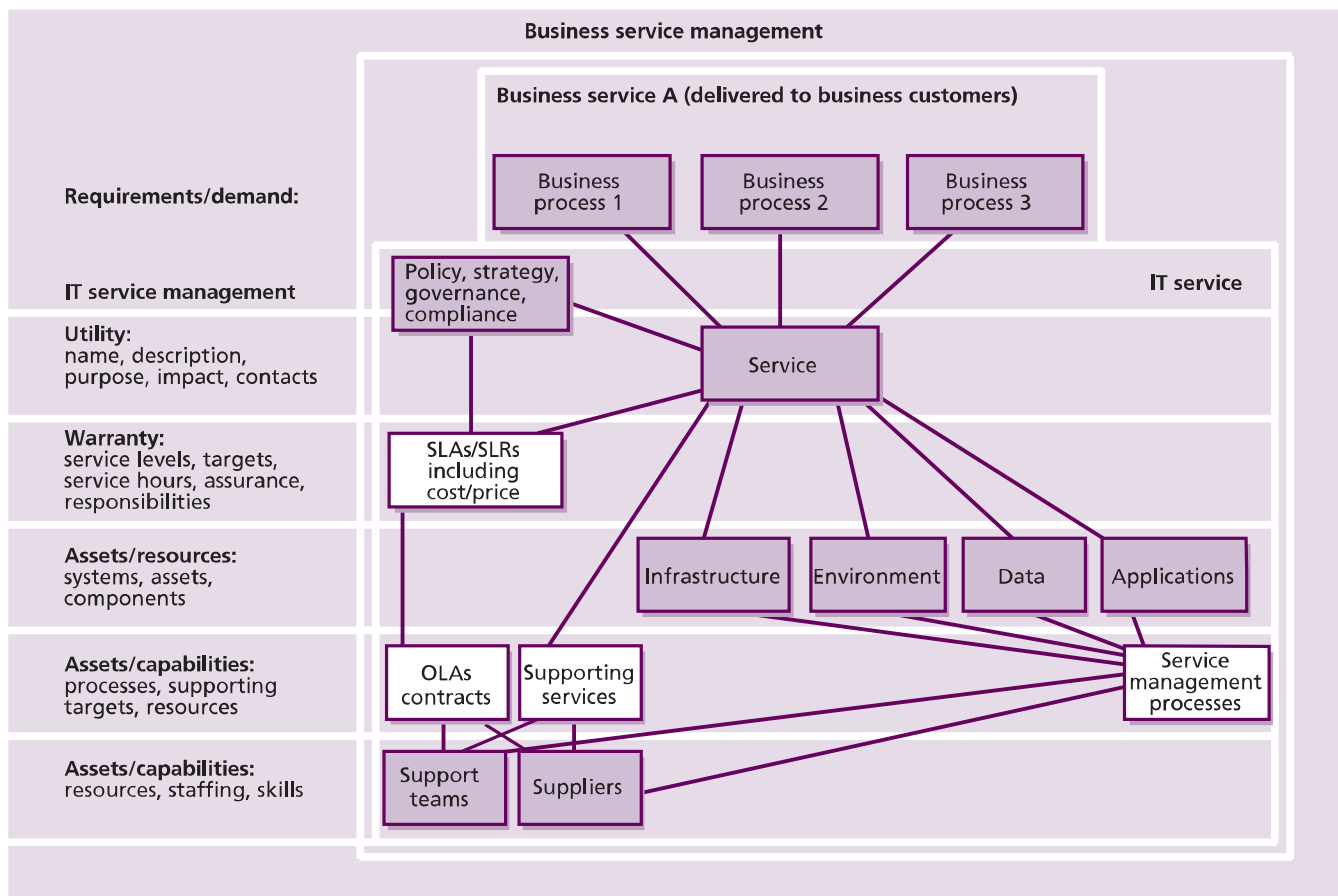 Business service management
Business service A (delivered to business customers)
Requirements/demand:
Business
process 1
Business
process 2
Business
process 3
IT service management
Policy, strategy,
governance,
compliance
IT service
Utility:
name, description,
purpose, impact, contacts
Service
Warranty:
service levels, targets,
service hours, assurance,
responsibilities
SLAs/SLRs
including
cost/price
Assets/resources:
systems, assets,
components
Infrastructure
Environment
Data
Applications
Assets/capabilities:
processes, supporting
targets, resources
OLAs
contracts
Supporting
services
Service
management
processes
Assets/capabilities:
resources, staffing, skills
Support
teams
Suppliers